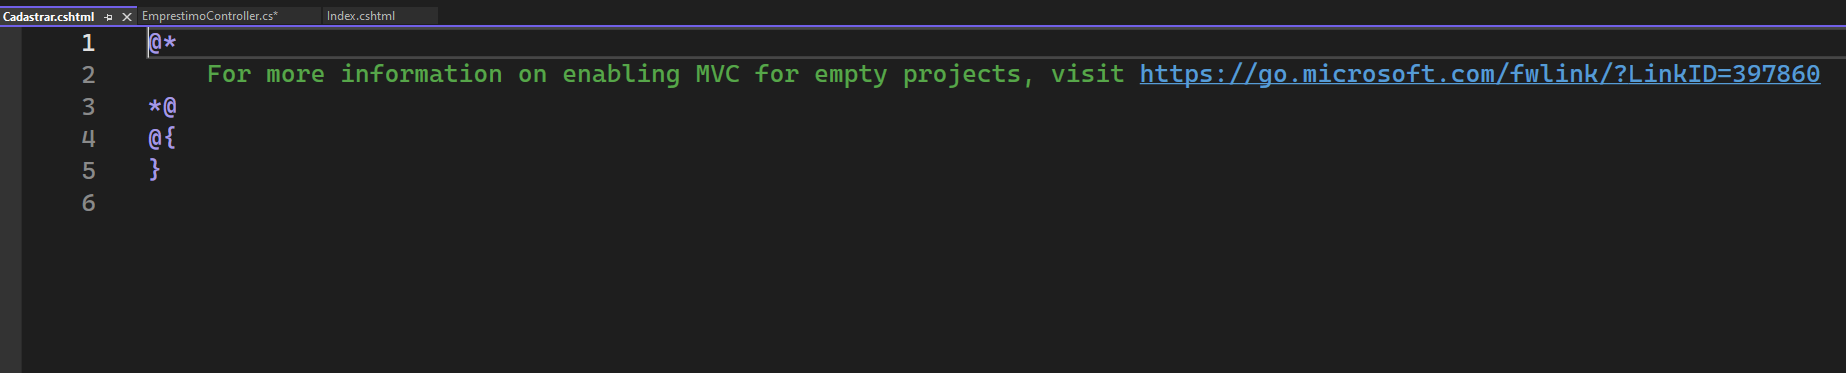 Cadastrar.cshtml EmprestimoController.cs* Index.cshtml
1 @*
2 For more information on enabling MVC for empty projects, visit https://go.microsoft.com/fwlink/?LinkID=397860
3 *@
4 @{
5 }
6